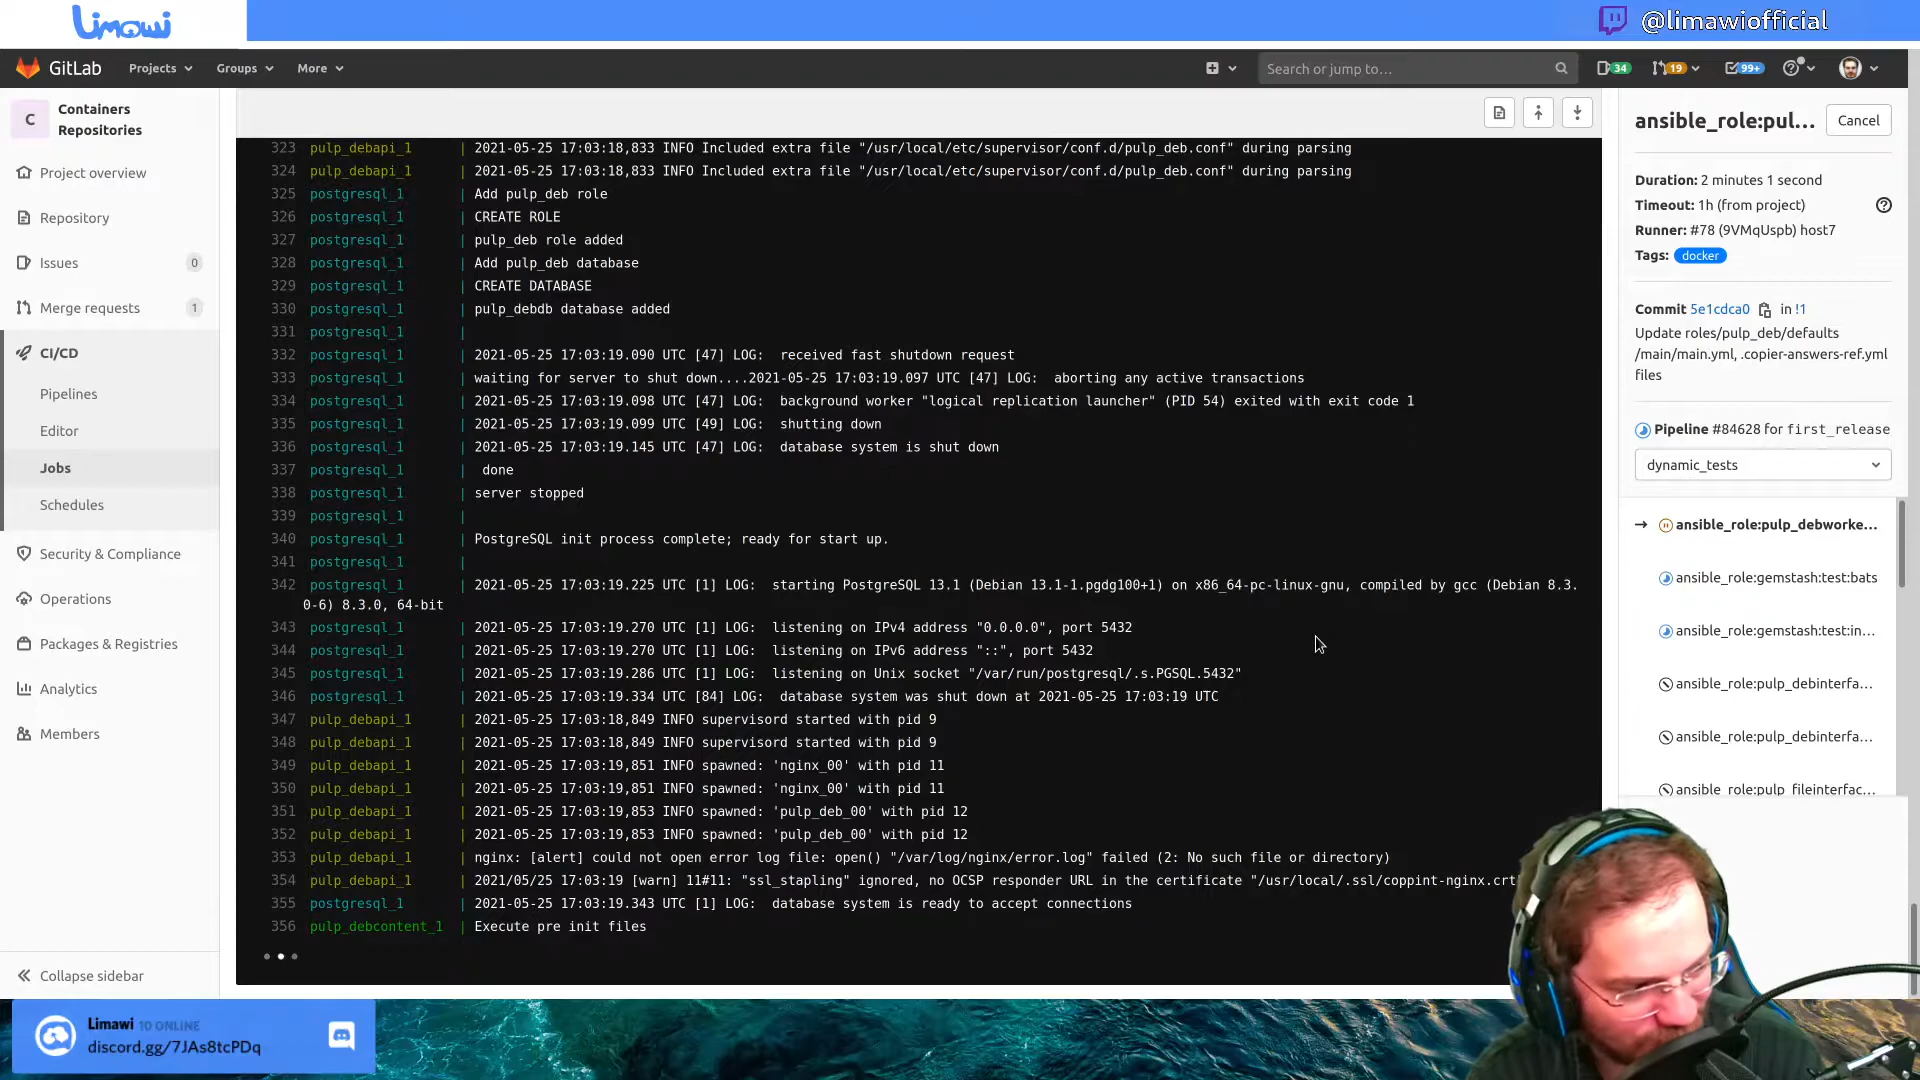 Limawi
@limawiofficial
GitLab
Projects
Groups
More
Search or jump to…
34
19
99+
C
Containers
Repositories
Project overview
Repository
Issues
0
Merge requests
1
CI/CD
Pipelines
Editor
Jobs
Schedules
Security & Compliance
Operations
Packages & Registries
Analytics
Members
Collapse sidebar
323 pulp_debapi_1 | 2021-05-25 17:03:18,833 INFO Included extra file "/usr/local/etc/supervisor/conf.d/pulp_deb.conf" during parsing
324 pulp_debapi_1 | 2021-05-25 17:03:18,833 INFO Included extra file "/usr/local/etc/supervisor/conf.d/pulp_deb.conf" during parsing
325 postgresql_1 | Add pulp_deb role
326 postgresql_1 | CREATE ROLE
327 postgresql_1 | pulp_deb role added
328 postgresql_1 | Add pulp_deb database
329 postgresql_1 | CREATE DATABASE
330 postgresql_1 | pulp_debdb database added
331 postgresql_1 |
332 postgresql_1 | 2021-05-25 17:03:19.090 UTC [47] LOG: received fast shutdown request
333 postgresql_1 | waiting for server to shut down....2021-05-25 17:03:19.097 UTC [47] LOG: aborting any active transactions
334 postgresql_1 | 2021-05-25 17:03:19.098 UTC [47] LOG: background worker "logical replication launcher" (PID 54) exited with exit code 1
335 postgresql_1 | 2021-05-25 17:03:19.099 UTC [49] LOG: shutting down
336 postgresql_1 | 2021-05-25 17:03:19.145 UTC [47] LOG: database system is shut down
337 postgresql_1 | done
338 postgresql_1 | server stopped
339 postgresql_1 |
340 postgresql_1 | PostgreSQL init process complete; ready for start up.
341 postgresql_1 |
342 postgresql_1 | 2021-05-25 17:03:19.225 UTC [1] LOG: starting PostgreSQL 13.1 (Debian 13.1-1.pgdg100+1) on x86_64-pc-linux-gnu, compiled by gcc (Debian 8.3.
0-6) 8.3.0, 64-bit
343 postgresql_1 | 2021-05-25 17:03:19.270 UTC [1] LOG: listening on IPv4 address "0.0.0.0", port 5432
344 postgresql_1 | 2021-05-25 17:03:19.270 UTC [1] LOG: listening on IPv6 address "::", port 5432
345 postgresql_1 | 2021-05-25 17:03:19.286 UTC [1] LOG: listening on Unix socket "/var/run/postgresql/.s.PGSQL.5432"
346 postgresql_1 | 2021-05-25 17:03:19.334 UTC [84] LOG: database system was shut down at 2021-05-25 17:03:19 UTC
347 pulp_debapi_1 | 2021-05-25 17:03:18,849 INFO supervisord started with pid 9
348 pulp_debapi_1 | 2021-05-25 17:03:18,849 INFO supervisord started with pid 9
349 pulp_debapi_1 | 2021-05-25 17:03:19,851 INFO spawned: 'nginx_00' with pid 11
350 pulp_debapi_1 | 2021-05-25 17:03:19,851 INFO spawned: 'nginx_00' with pid 11
351 pulp_debapi_1 | 2021-05-25 17:03:19,853 INFO spawned: 'pulp_deb_00' with pid 12
352 pulp_debapi_1 | 2021-05-25 17:03:19,853 INFO spawned: 'pulp_deb_00' with pid 12
353 pulp_debapi_1 | nginx: [alert] could not open error log file: open() "/var/log/nginx/error.log" failed (2: No such file or directory)
354 pulp_debapi_1 | 2021/05/25 17:03:19 [warn] 11#11: "ssl_stapling" ignored, no OCSP responder URL in the certificate "/usr/local/.ssl/coppint-nginx.crt
355 postgresql_1 | 2021-05-25 17:03:19.343 UTC [1] LOG: database system is ready to accept connections
356 pulp_debcontent_1 | Execute pre init files
ansible_role:pul...
Cancel
Duration: 2 minutes 1 second
Timeout: 1h (from project)
Runner: #78 (9VMqUspb) host7
Tags: docker
Commit 5e1cdca0 in !1
Update roles/pulp_deb/defaults
/main/main.yml, .copier-answers-ref.yml
files
Pipeline #84628 for first_release
dynamic_tests
ansible_role:pulp_debworke...
ansible_role:gemstash:test:bats
ansible_role:gemstash:test:in...
ansible_role:pulp_debinterfa...
ansible_role:pulp_debinterfa...
ansible_role:pulp_fileinterfac...
Limawi 10 ONLINE
discord.gg/7JAs8tcPDq